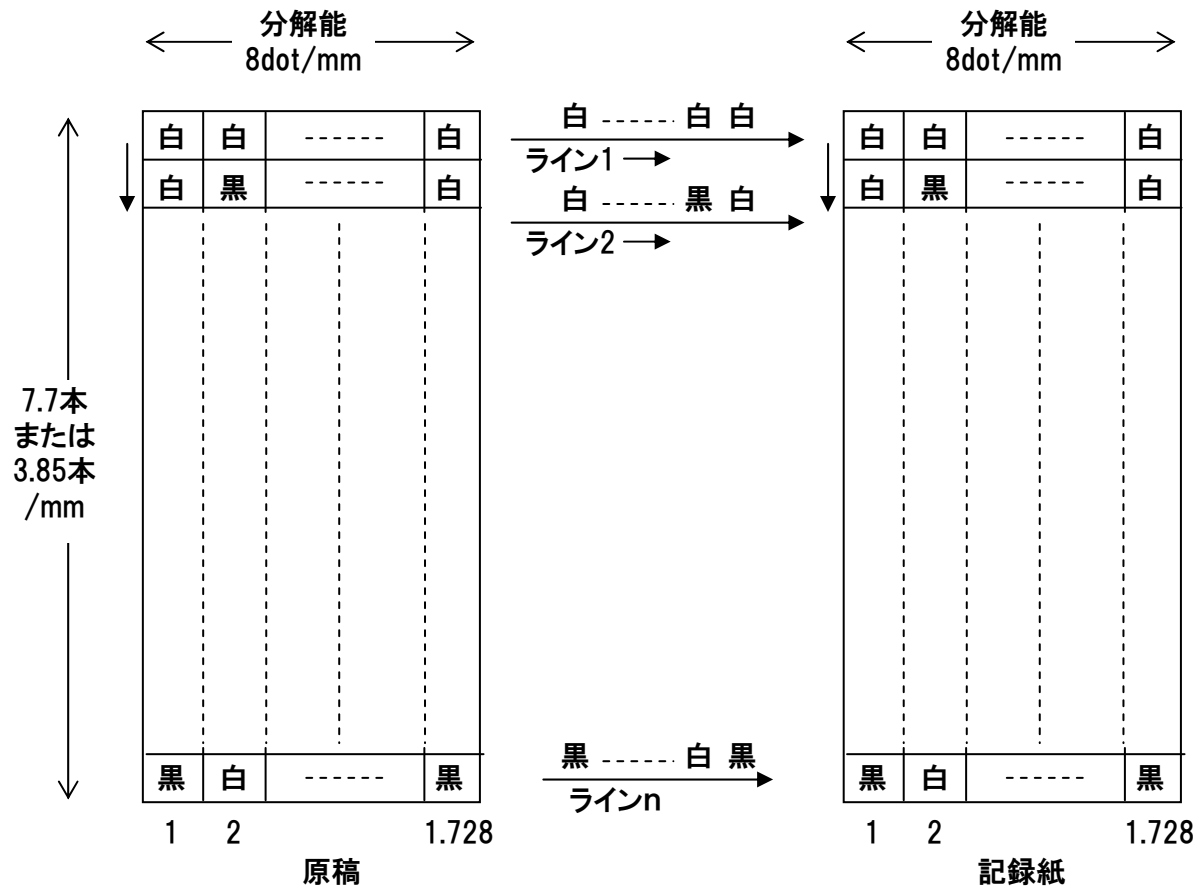 分解能
8dot/mm
分解能
8dot/mm
白 白 ------ 白
白 黒 ------ 白
白 ------ 白 白
ライン1
白 ------ 黒 白
ライン2
白 白 ------ 白
白 黒 ------ 白
7.7本
または
3.85本
/mm
黒 白 ------ 黒
黒 ------ 白 黒
ラインn
黒 白 ------ 黒
1 2 1.728
原稿
1 2 1.728
記録紙